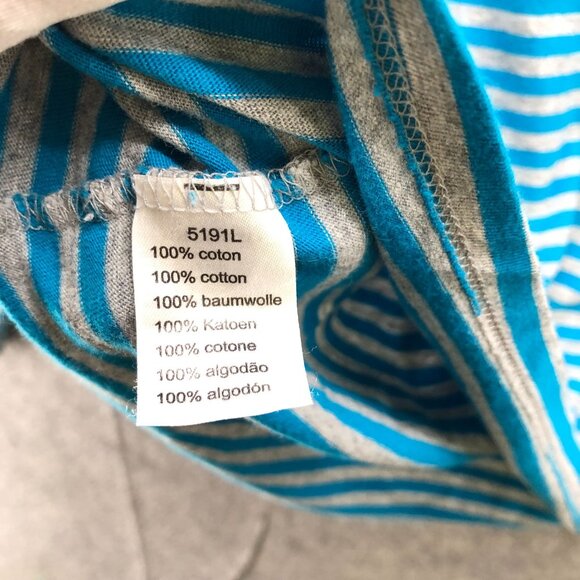 5191L
100% coton
100% cotton
100% baumwolle
100% Katoen
100% cotone
100% algodão
100% algodón